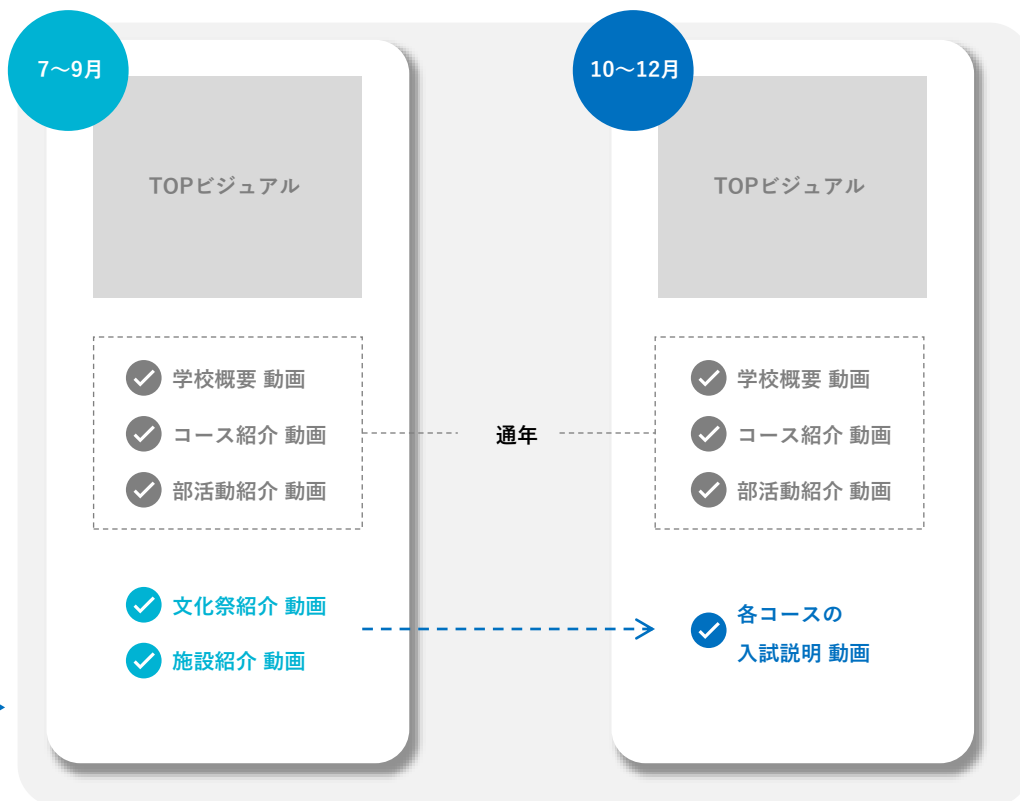 7〜9月
TOPビジュアル
学校概要 動画
コース紹介 動画
部活動紹介 動画
文化祭紹介 動画
施設紹介 動画
通年
10〜12月
TOPビジュアル
学校概要 動画
コース紹介 動画
部活動紹介 動画
各コースの
入試説明 動画